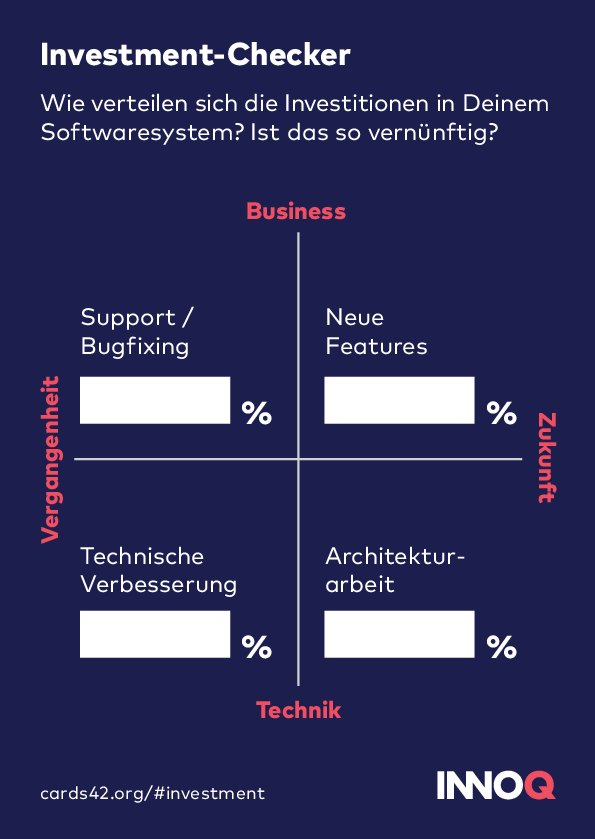 Investment-Checker
Wie verteilen sich die Investitionen in Deinem
Softwaresystem? Ist das so vernünftig?
Business
Support /
Bugfixing
%
Neue
Features
%
Vergangenheit
Zukunft
Technische
Verbesserung
%
Architektur-
arbeit
%
Technik
cards42.org/#investment
INNOQ